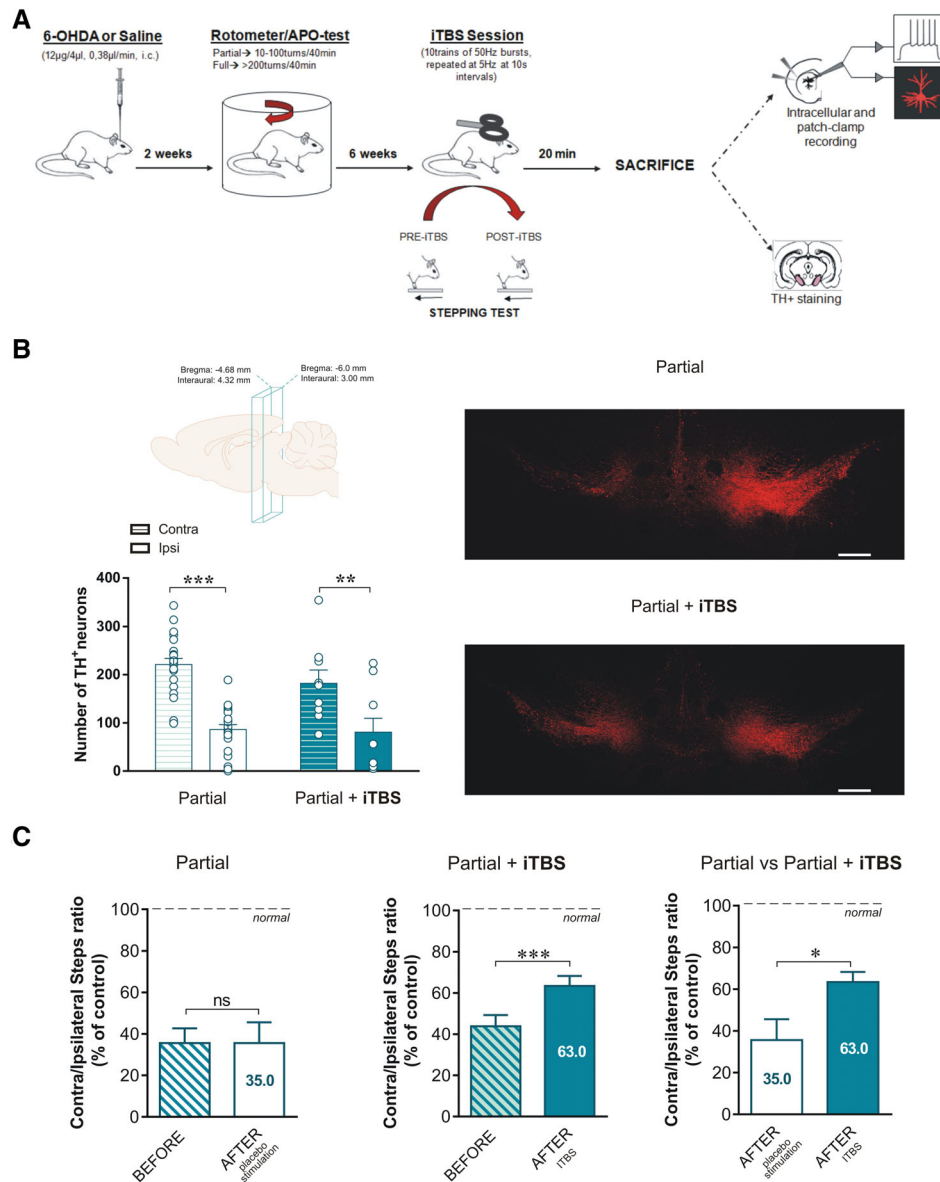 A
6-OHDA or Saline
(12µg/4µl, 0,38µl/min, i.c.)
Rotometer/APO-test
Partial→ 10-100turns/40min
Full→ >200turns/40min
iTBS Session
(10trains of 50Hz bursts,
repeated at 5Hz at 10s
intervals)
2 weeks
6 weeks
20 min
SACRIFICE
Intracellular and
patch-clamp
recording
PRE-iTBS
POST-iTBS
STEPPING TEST
TH+ staining
B
Bregma: -4.68 mm
Interaural: 4.32 mm
Bregma: -6.0 mm
Interaural: 3.00 mm
Contra
Ipsi
Number of TH+neurons
400
300
200
100
0
***
**
Partial
Partial + iTBS
Partial
Partial + iTBS
C
Partial
Contra/Ipsilateral Steps ratio
(% of control)
100
80
60
40
20
0
normal
ns
35.0
BEFORE
AFTER
placebo
stimulation
Partial + iTBS
Contra/Ipsilateral Steps ratio
(% of control)
100
80
60
40
20
0
normal
***
63.0
BEFORE
AFTER
iTBS
Partial vs Partial + iTBS
Contra/Ipsilateral Steps ratio
(% of control)
100
80
60
40
20
0
normal
*
35.0
63.0
AFTER
placebo
stimulation
AFTER
iTBS